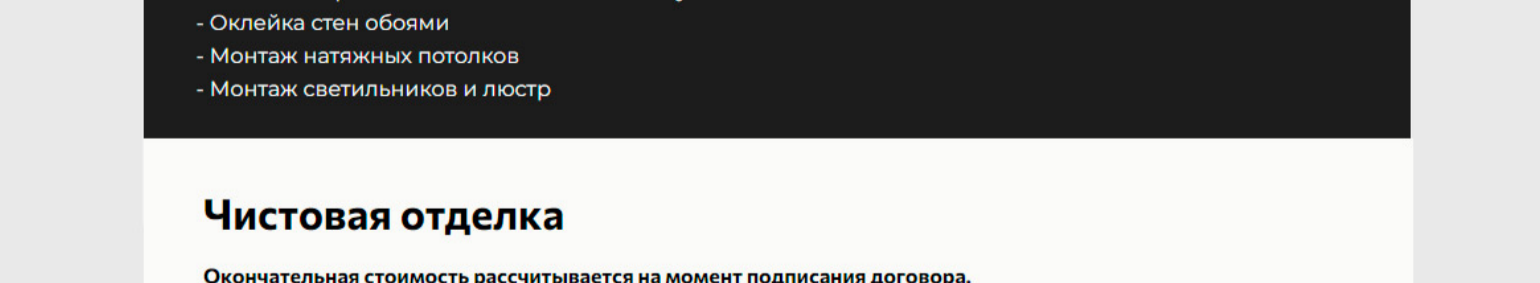 - Оклейка стен обоями
- Монтаж натяжных потолков
- Монтаж светильников и люстр
Чистовая отделка
Окончательная стоимость рассчитывается на момент подписания договора.